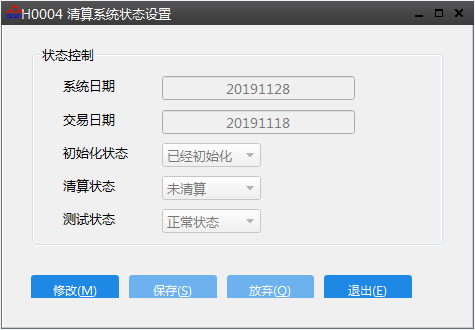 H0004 清算系统状态设置
状态控制
系统日期 20191128
交易日期 20191118
初始化状态 已经初始化
清算状态 未清算
测试状态 正常状态
修改(M) 保存(S) 放弃(Q) 退出(E)